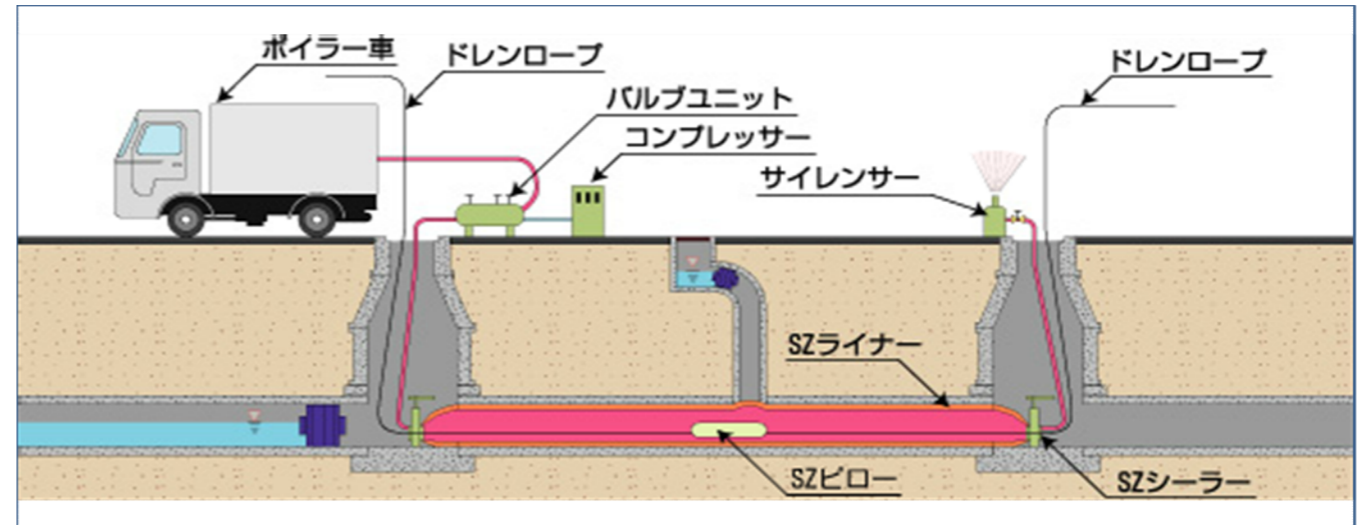 ボイラー車
ドレンロープ
ドレンロープ
バルブユニット
コンプレッサー
サイレンサー
SZライナー
SZピロー
SZシーラー